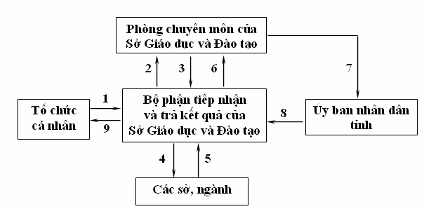 Phòng chuyên môn của
Sở Giáo dục và Đào tạo
2
3
6
7
Tổ chức
cá nhân
1
9
Bộ phận tiếp nhận
và trả kết quả của
Sở Giáo dục và Đào tạo
8
Ủy ban nhân dân
tỉnh
4
5
Các sở, ngành